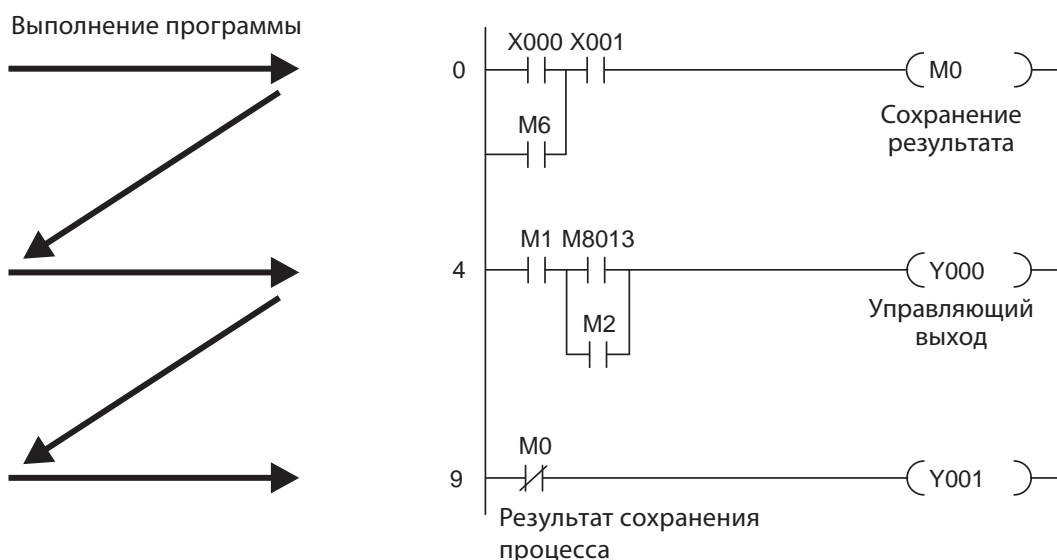 Выполнение программы
X000 X001
0
M0
Сохранение
результата
M6
M1 M8013
4
Y000
Управляющий
выход
M2
M0
9
Y001
Результат сохранения
процесса